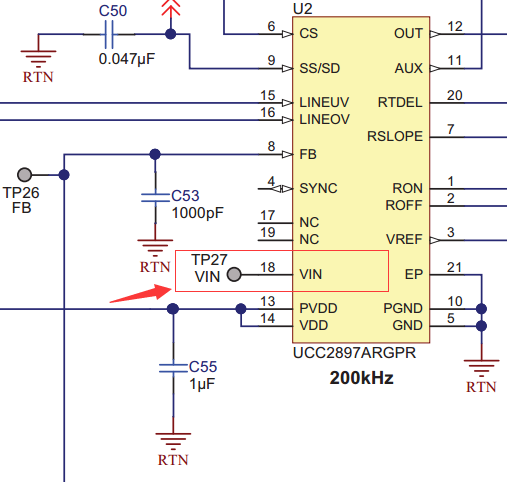 C50
0.047µF
RTN
U2
6 CS OUT 12
9 SS/SD AUX 11
15 LINEUV RTDEL 20
16 LINEOV
RSLOPE 7
8 FB
TP26
FB
4 SYNC RON 1
C53
1000pF
ROFF 2
17 NC
19 NC VREF 3
RTN
TP27
VIN 18 VIN EP 21
13 PVDD PGND 10
14 VDD GND 5
UCC2897ARGPR
200kHz
C55
1µF
RTN
RTN